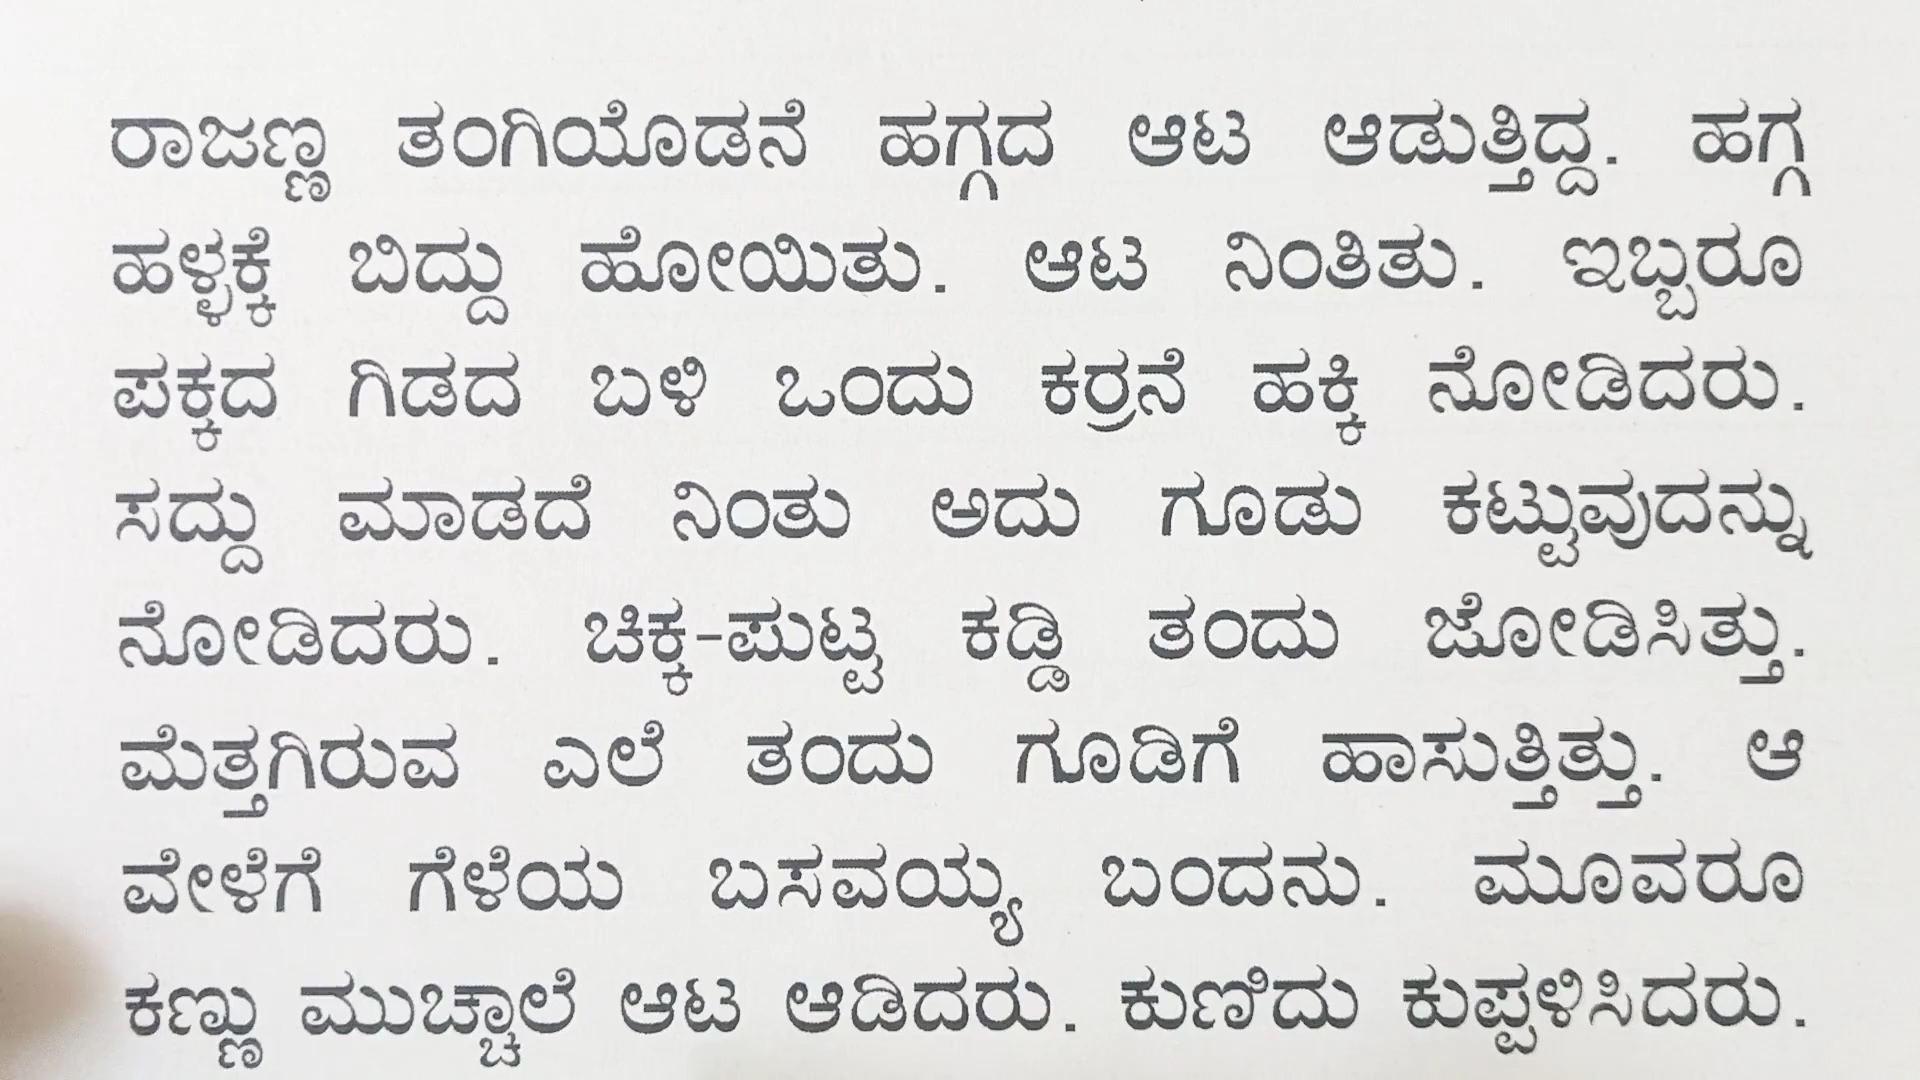 ರಾಜಣ್ಣ ತಂಗಿಯೊಡನೆ ಹಗ್ಗದ ಆಟ ಆಡುತ್ತಿದ್ದ. ಹಗ್ಗ
ಹಳ್ಳಕ್ಕೆ ಬಿದ್ದು ಹೋಯಿತು. ಆಟ ನಿಂತಿತು. ಇಬ್ಬರೂ
ಪಕ್ಕದ ಗಿಡದ ಬಳಿ ಒಂದು ಕರ್ರನೆ ಹಕ್ಕಿ ನೋಡಿದರು.
ಸದ್ದು ಮಾಡದೆ ನಿಂತು ಅದು ಗೂಡು ಕಟ್ಟುವುದನ್ನು
ನೋಡಿದರು. ಚಿಕ್ಕ-ಪುಟ್ಟ ಕಡ್ಡಿ ತಂದು ಜೋಡಿಸಿತ್ತು.
ಮೆತ್ತಗಿರುವ ಎಲೆ ತಂದು ಗೂಡಿಗೆ ಹಾಸುತ್ತಿತ್ತು. ಆ
ವೇಳೆಗೆ ಗೆಳೆಯ ಬಸವಯ್ಯ ಬಂದನು. ಮೂವರೂ
ಕಣ್ಣು ಮುಚ್ಚಾಲೆ ಆಟ ಆಡಿದರು. ಕುಣಿದು ಕುಪ್ಪಳಿಸಿದರು.